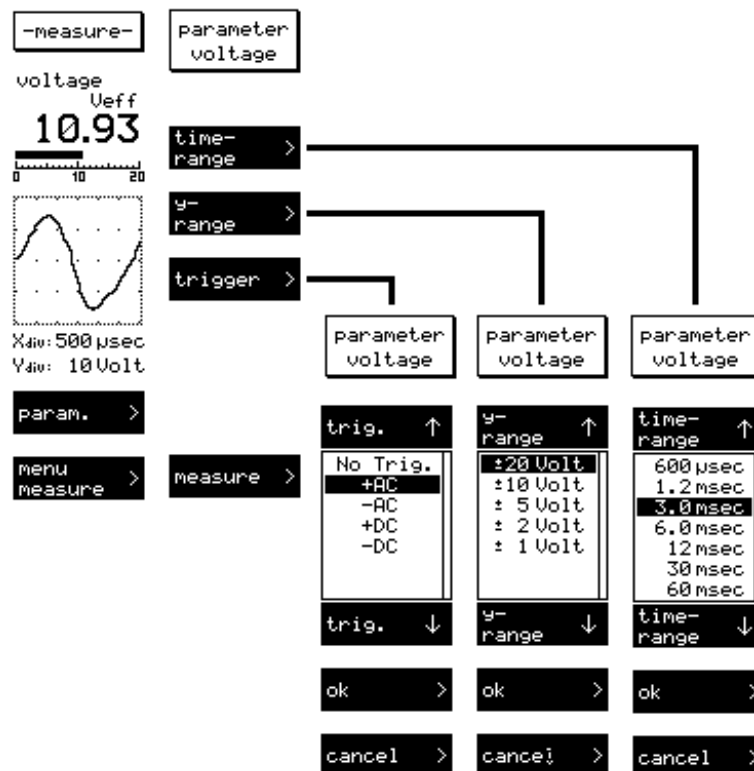 -measure-
voltage
Veff
10.93
0 10 20
Xdiv: 500 µsec
Ydiv: 10 Volt
param. >
menu
measure >
parameter
voltage
time-
range >
y-
range >
trigger >
measure >
parameter
voltage
trig. ↑
No Trig.
+AC
-AC
+DC
-DC
trig. ↓
ok >
cancel >
parameter
voltage
y-
range ↑
±20 Volt
±10 Volt
± 5 Volt
± 2 Volt
± 1 Volt
y-
range ↓
ok >
cancel >
parameter
voltage
time-
range ↑
600 µsec
1.2 msec
3.0 msec
6.0 msec
12 msec
30 msec
60 msec
time-
range ↓
ok >
cancel >